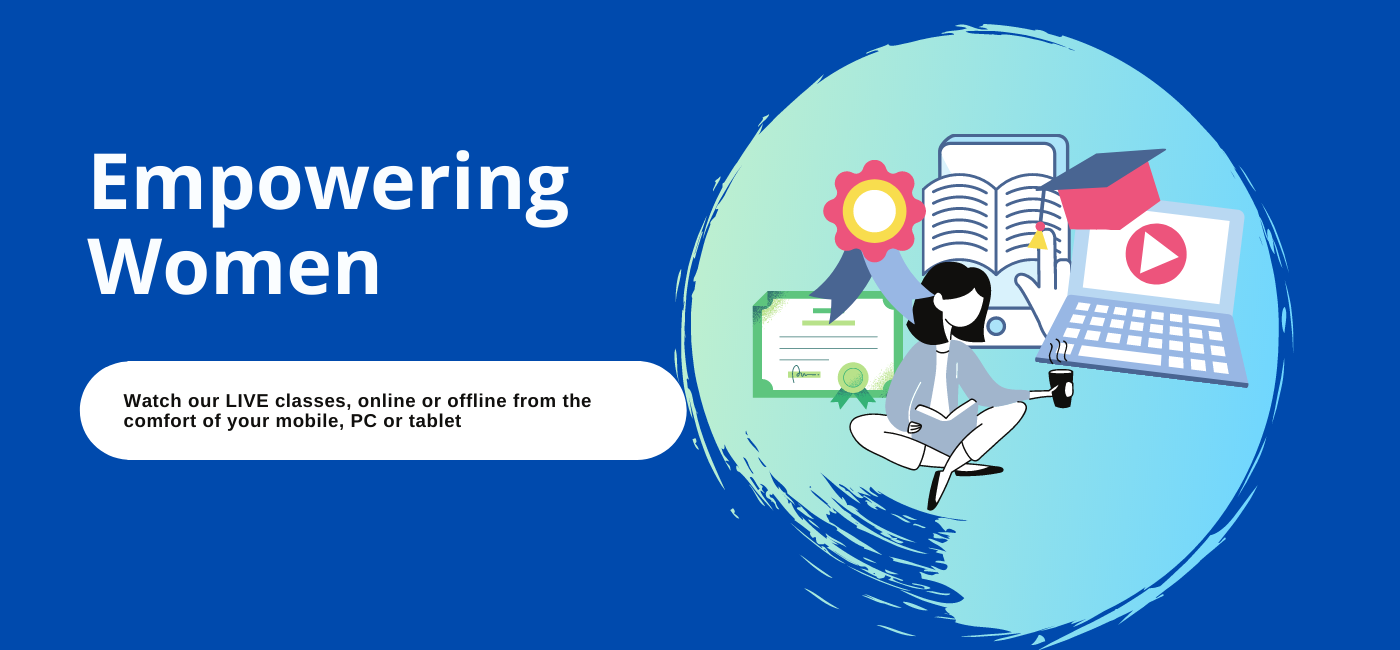 Empowering
Women
Watch our LIVE classes, online or offline from the
comfort of your mobile, PC or tablet